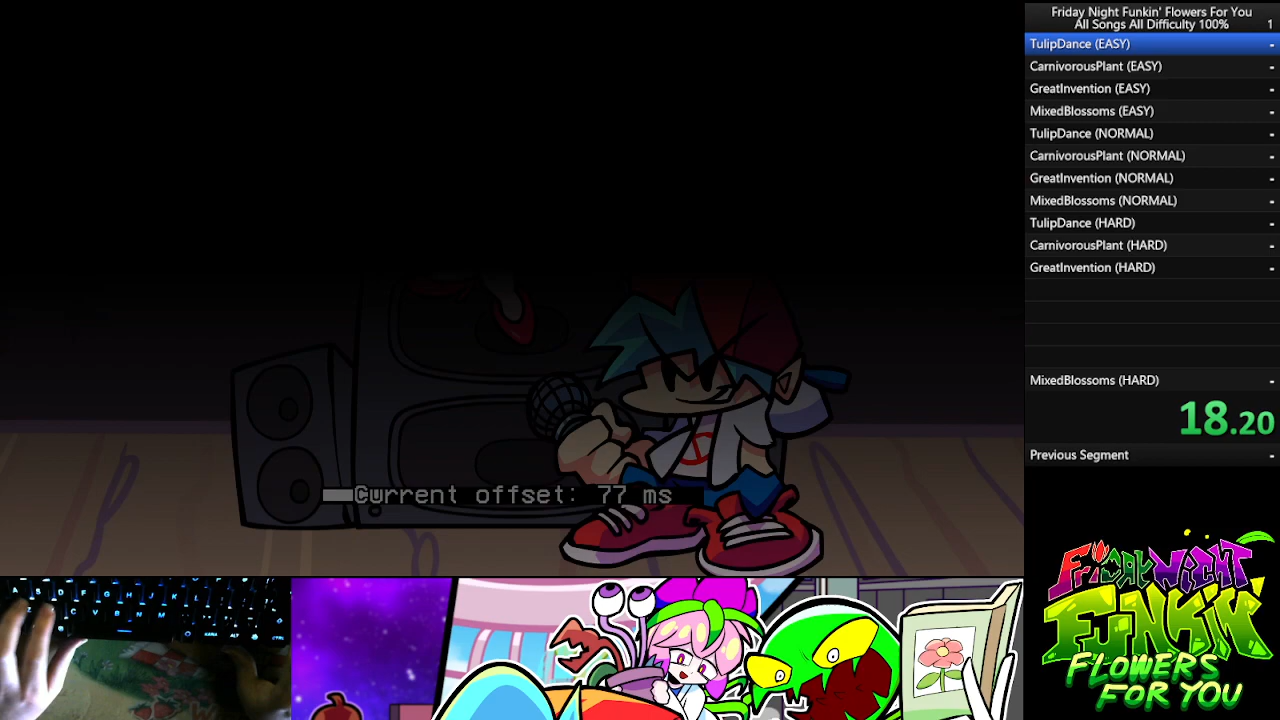 Friday Night Funkin' Flowers For You
All Songs All Difficulty 100% 1
TulipDance (EASY) -
CarnivorousPlant (EASY) -
GreatInvention (EASY) -
MixedBlossoms (EASY) -
TulipDance (NORMAL) -
CarnivorousPlant (NORMAL) -
GreatInvention (NORMAL) -
MixedBlossoms (NORMAL) -
TulipDance (HARD) -
CarnivorousPlant (HARD) -
GreatInvention (HARD) -
MixedBlossoms (HARD) -
18.20
Previous Segment -
Current offset: 77 ms
FRiDAY NiGHT
FUNKiN'
FLOWERS
FOR YOU